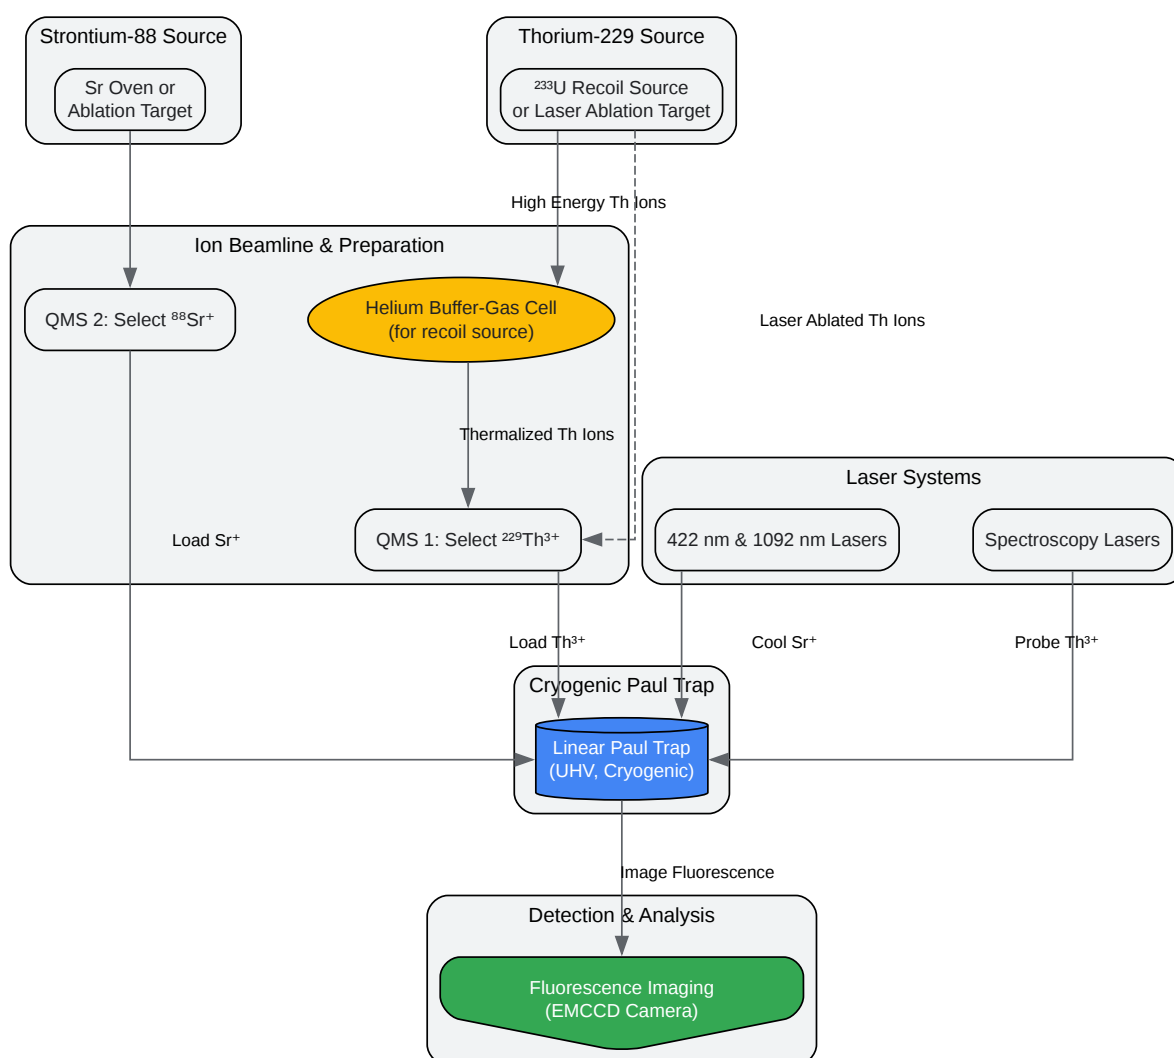 Strontium-88 Source
Sr Oven or
Ablation Target
Thorium-229 Source
²³³U Recoil Source
or Laser Ablation Target
High Energy Th Ions
Ion Beamline & Preparation
QMS 2: Select ⁸⁸Sr⁺
Helium Buffer-Gas Cell
(for recoil source)
Laser Ablated Th Ions
Thermalized Th Ions
Laser Systems
Load Sr⁺
QMS 1: Select ²²⁹Th³⁺
422 nm & 1092 nm Lasers
Spectroscopy Lasers
Load Th³⁺
Cool Sr⁺
Probe Th³⁺
Cryogenic Paul Trap
Linear Paul Trap
(UHV, Cryogenic)
Image Fluorescence
Detection & Analysis
Fluorescence Imaging
(EMCCD Camera)